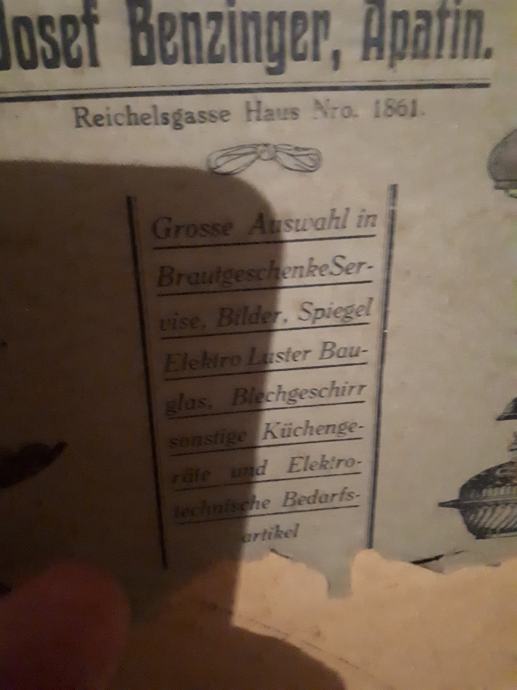 Josef Benzinger, Apatin.
Reichelsgasse Haus Nro. 1861.
Grosse Auswahl in
BrautgeschenkeSer-
vise, Bilder, Spiegel
Elektro Luster Bau-
glas, Blechgeschirr
sonstige Küchenge-
räte und Elektro-
technische Bedarfs-
artikel